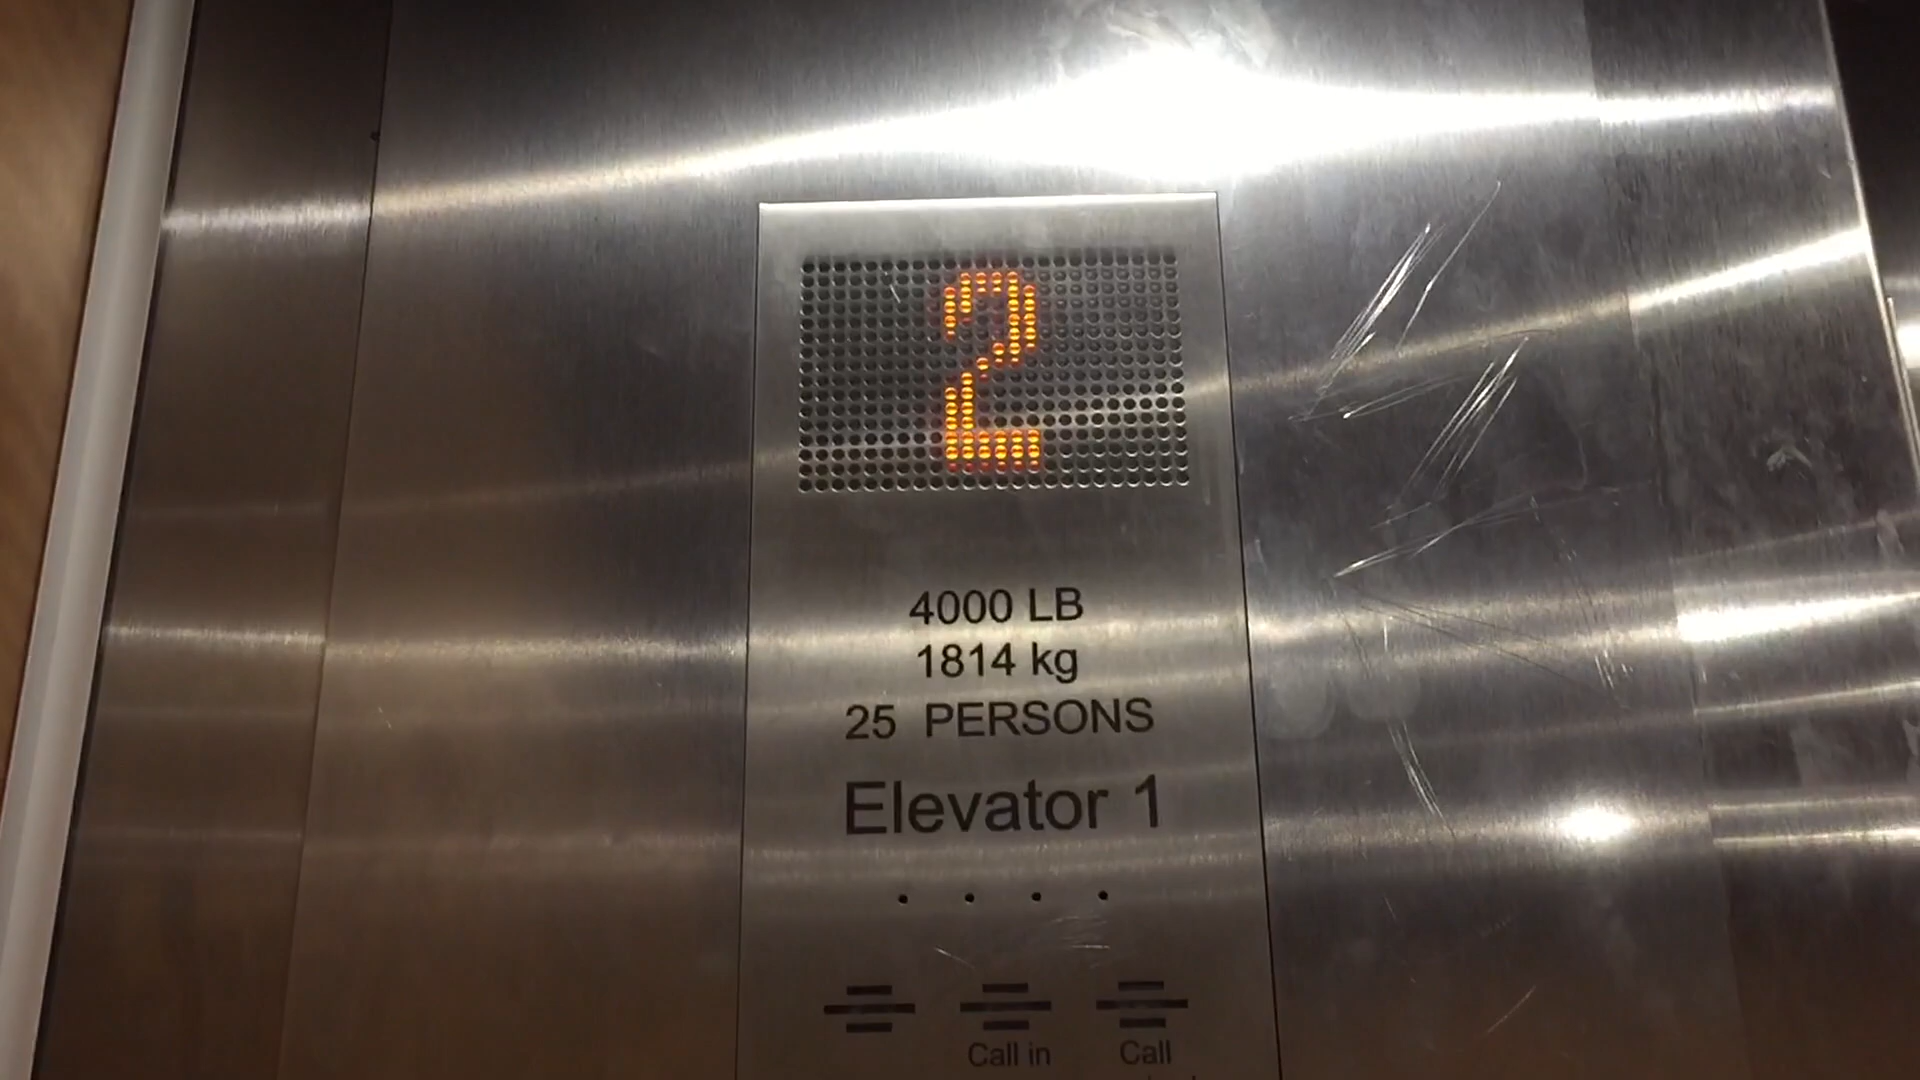 2
4000 LB
1814 kg
25 PERSONS
Elevator 1
Call in
Call